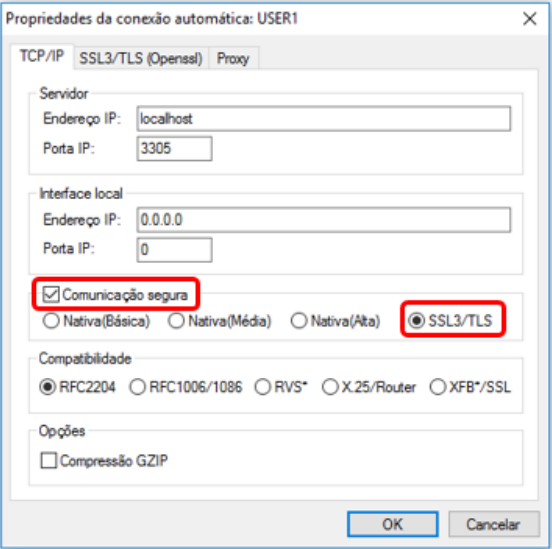 Propriedades da conexão automática: USER1
TCP/IP SSL3/TLS (Openssl) Proxy
Servidor
Endereço IP: localhost
Porta IP: 3305
Interface local
Endereço IP: 0.0.0.0
Porta IP: 0
Comunicação segura
Nativa(Básica) Nativa(Média) Nativa(Alta) SSL3/TLS
Compatibilidade
RFC2204 RFC1006/1086 RVS* X.25/Router XFB*/SSL
Opções
Compressão GZIP
OK Cancelar